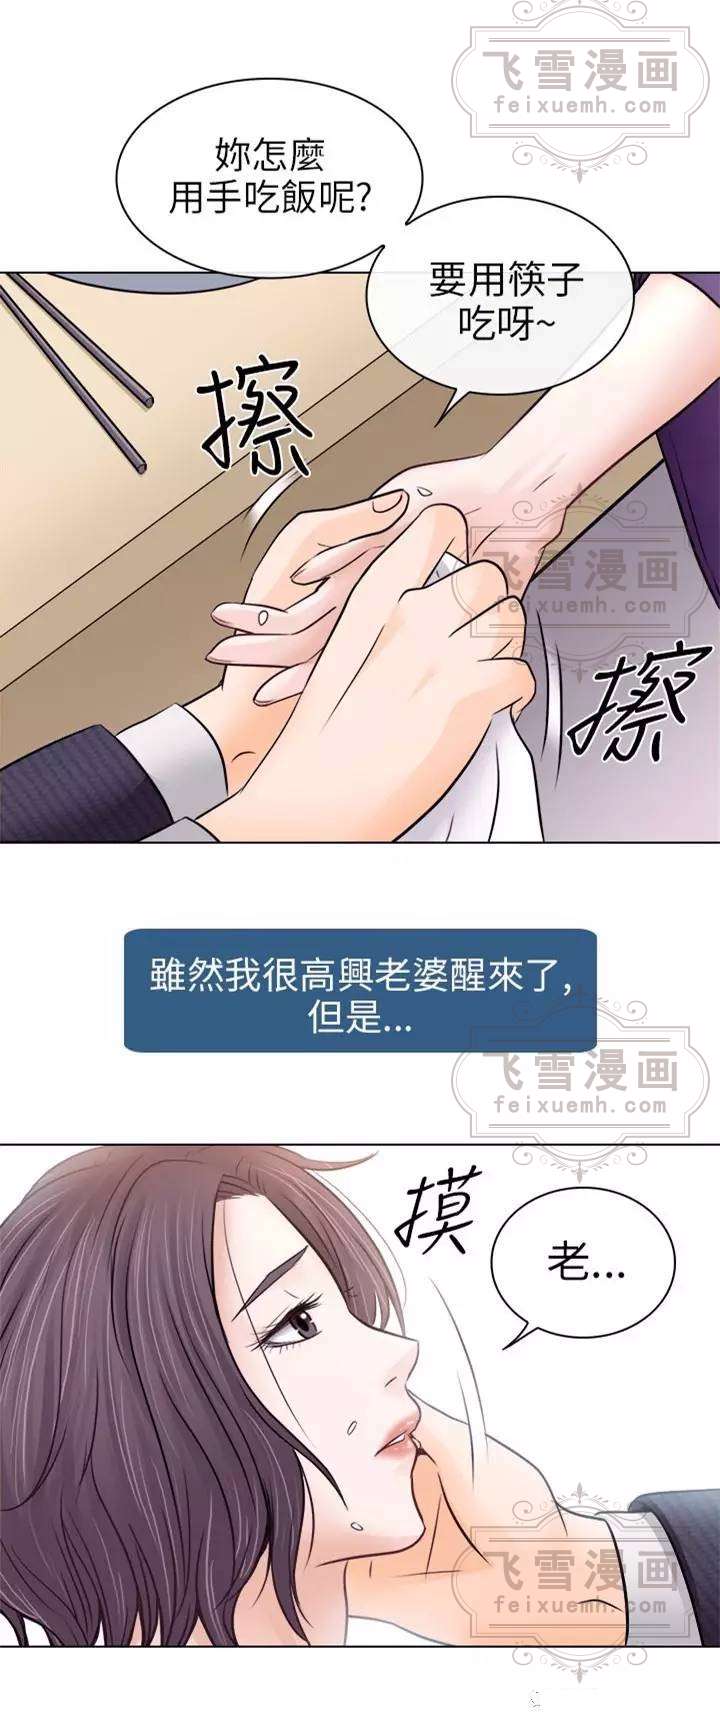 飞雪漫画
feixuemh.com
妳怎麼
用手吃飯呢?
要用筷子
吃呀~
擦
飞雪漫画
feixuemh.com
擦
雖然我很高興老婆醒來了,
但是...
飞雪漫画
feixuemh.com
摸
老...
飞雪漫画
feixuemh.com